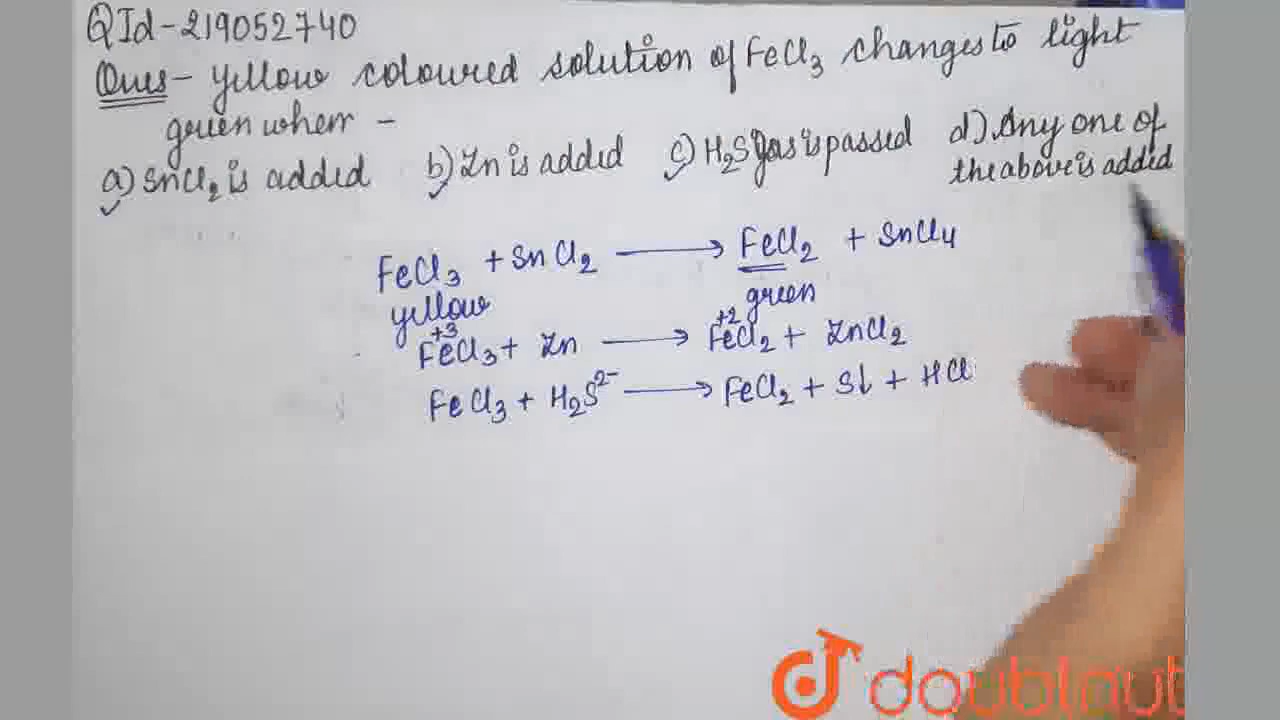 QId-219052740
Ques- yellow coloured solution of FeCl3 changes to light
green when -
a) SnCl2 is added b) Zn is added c) H2S gas is passed d) Any one of
the above is added
FeCl3 + SnCl2 → FeCl2 + SnCl4
yellow green
+3 +2
FeCl3 + Zn → FeCl2 + ZnCl2
FeCl3 + H2S2- → FeCl2 + S↓ + HCl
doubtnut